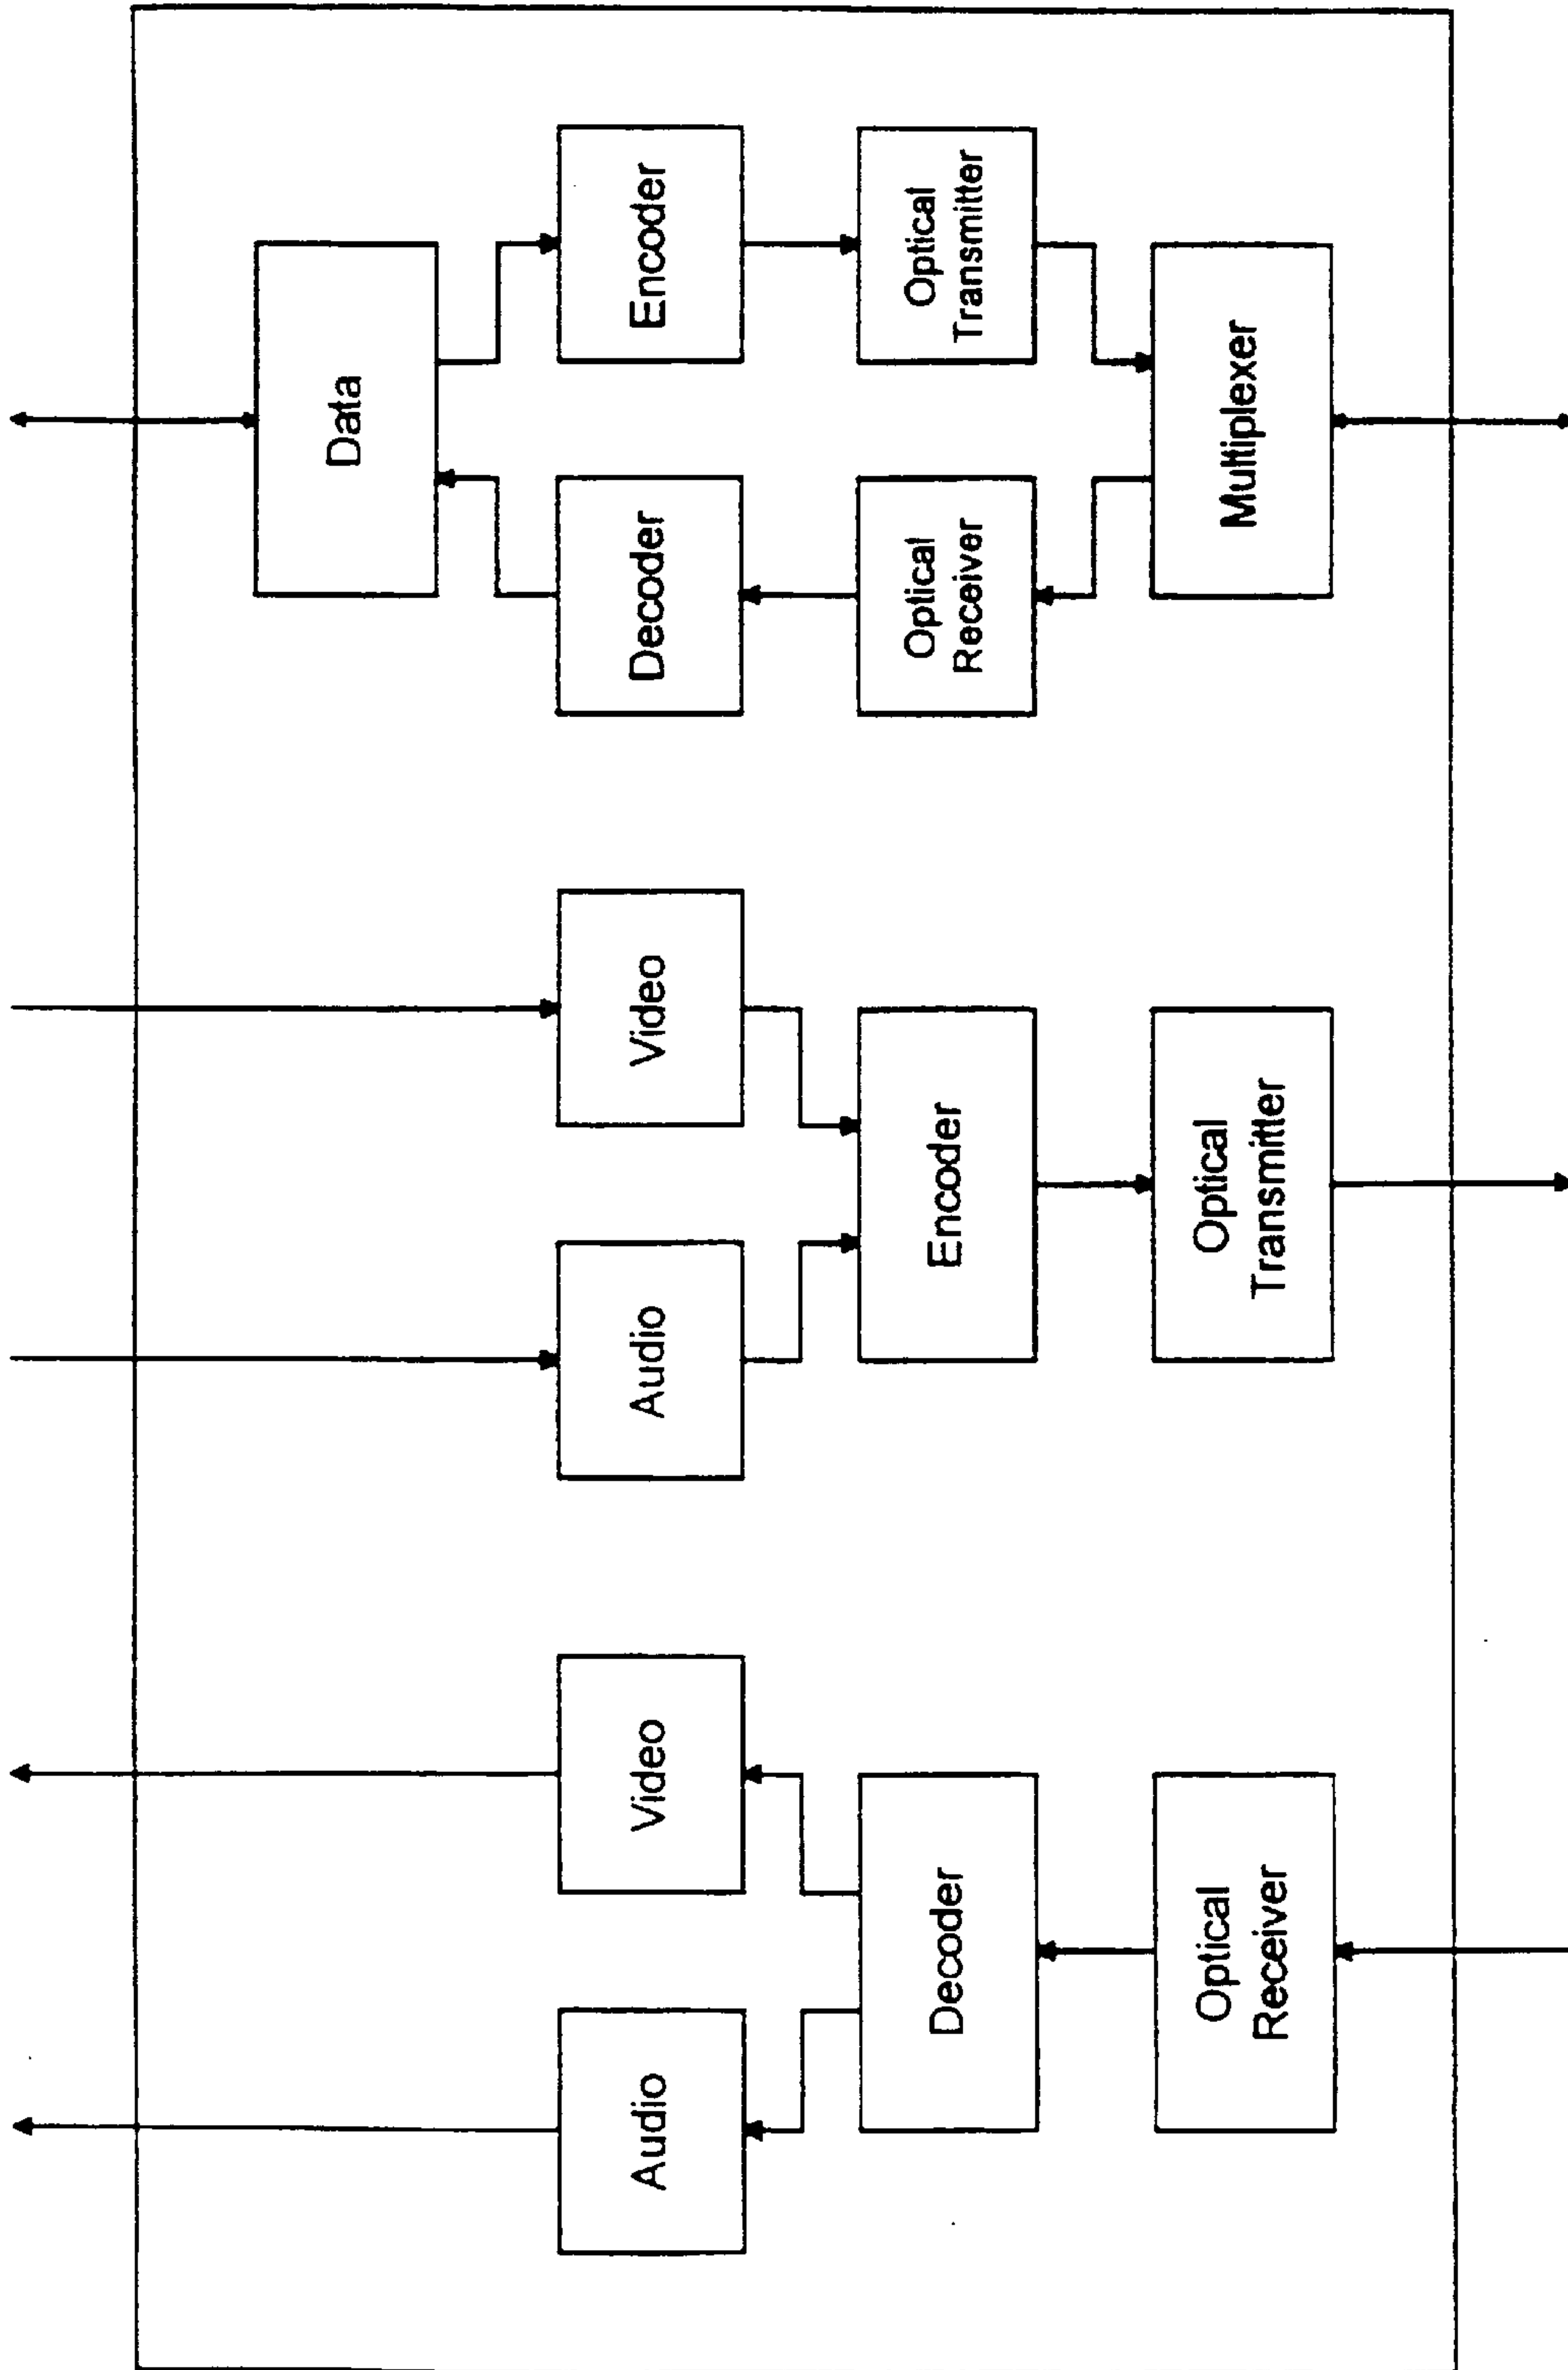 Data
Audio
Video
Audio
Video
Decoder
Encoder
Decoder
Encoder
Optical
Receiver
Optical
Transmitter
Optical
Receiver
Optical
Transmitter
Multiplexer